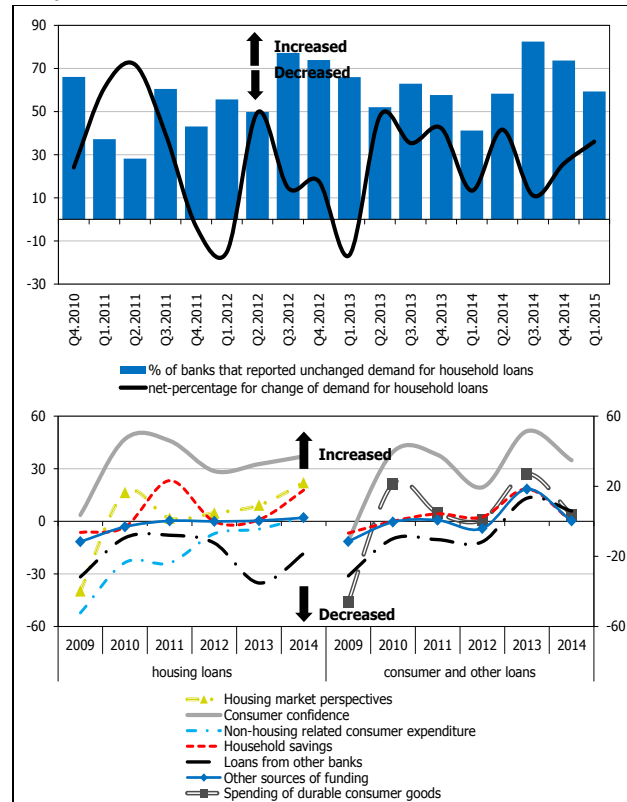 90
70
50
30
10
-10
-30
Increased
Decreased
Q4.2010
Q1.2011
Q2.2011
Q3.2011
Q4.2011
Q1.2012
Q2.2012
Q3.2012
Q4.2012
Q1.2013
Q2.2013
Q3.2013
Q4.2013
Q1.2014
Q2.2014
Q3.2014
Q4.2014
Q1.2015
% of banks that reported unchanged demand for household loans
net-percentage for change of demand for household loans
60
30
0
-30
-60
60
20
-20
-60
Increased
Decreased
2009 2010 2011 2012 2013 2014 2009 2010 2011 2012 2013 2014
housing loans consumer and other loans
Housing market perspectives
Consumer confidence
Non-housing related consumer expenditure
Household savings
Loans from other banks
Other sources of funding
Spending of durable consumer goods